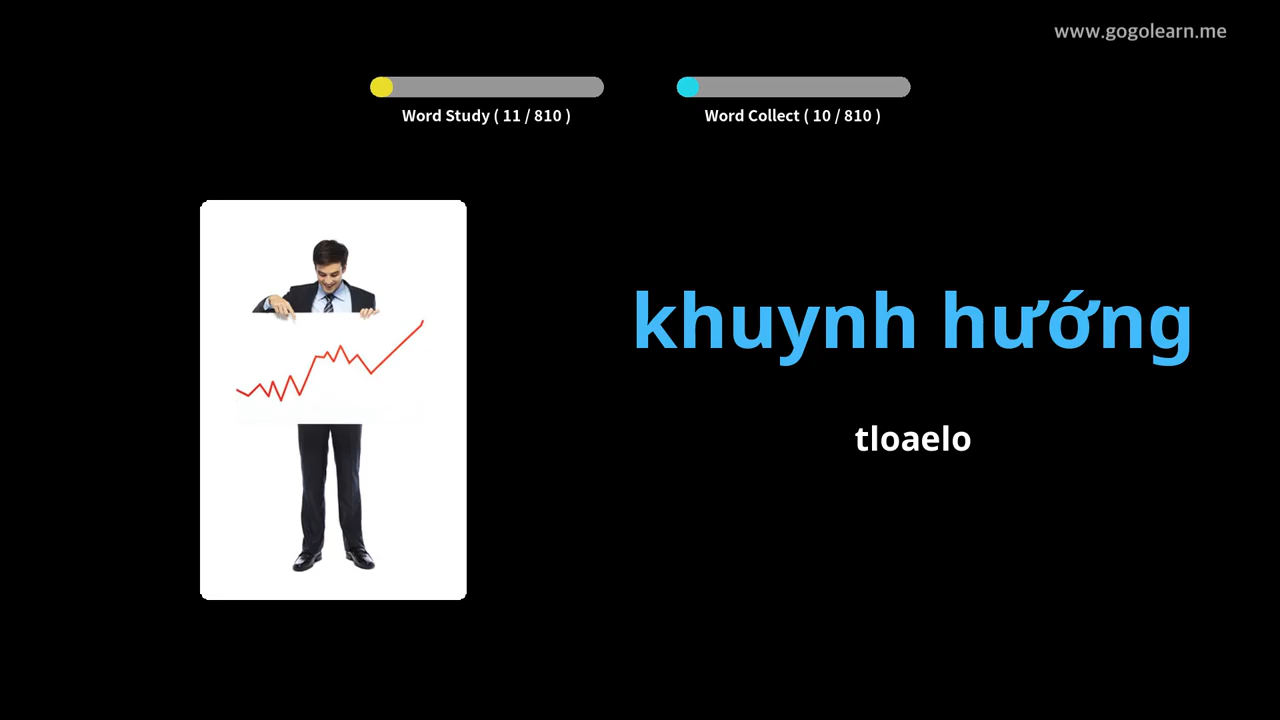 www.gogolearn.me
Word Study ( 11 / 810 )
Word Collect ( 10 / 810 )
khuynh hướng
tloaelo